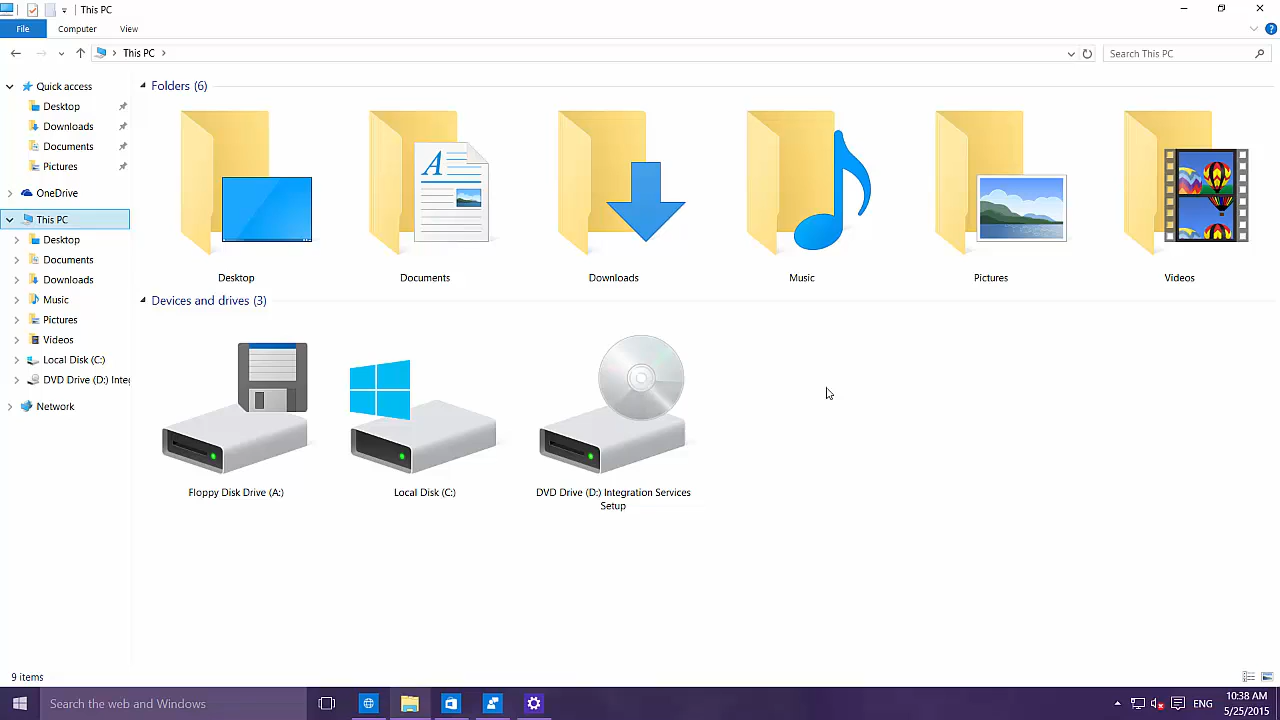 This PC
File Computer View
This PC
Search This PC
Quick access
Desktop
Downloads
Documents
Pictures
OneDrive
This PC
Desktop
Documents
Downloads
Music
Pictures
Videos
Local Disk (C:)
DVD Drive (D:) Inte
Network
Folders (6)
Desktop
Documents
Downloads
Music
Pictures
Videos
Devices and drives (3)
Floppy Disk Drive (A:)
Local Disk (C:)
DVD Drive (D:) Integration Services
Setup
9 items
Search the web and Windows
ENG
10:38 AM
5/25/2015